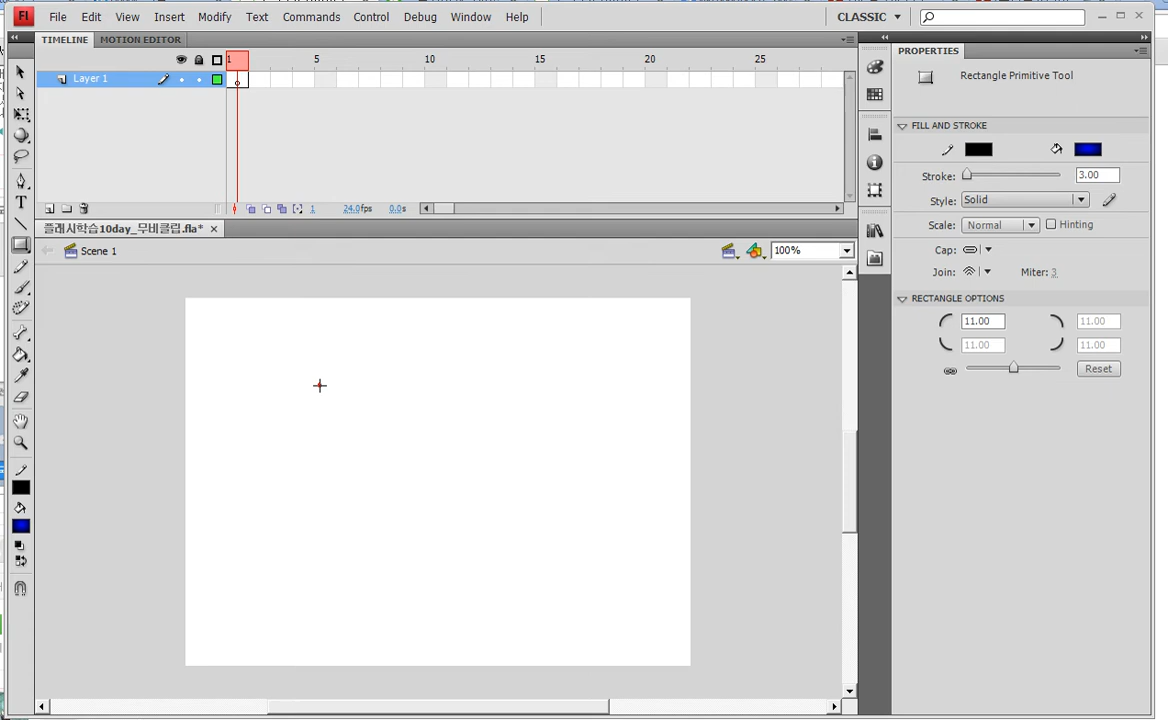 Fl File Edit View Insert Modify Text Commands Control Debug Window Help CLASSIC
TIMELINE MOTION EDITOR
1 5 10 15 20 25
Layer 1
1 24.0fps 0.0s
플래시학습10day_무비클립.fla*
Scene 1 100%
PROPERTIES
Rectangle Primitive Tool
FILL AND STROKE
Stroke: 3.00
Style: Solid
Scale: Normal Hinting
Cap:
Join: Miter: 3
RECTANGLE OPTIONS
11.00 11.00
11.00 11.00
Reset